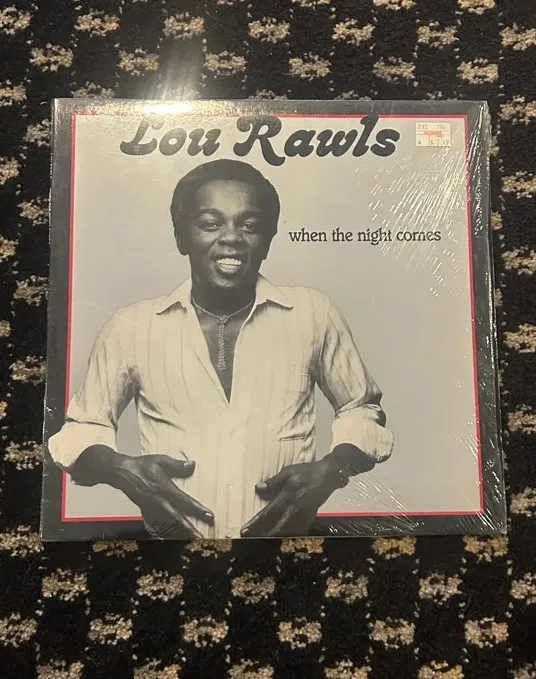 Lou Rawls
when the night comes